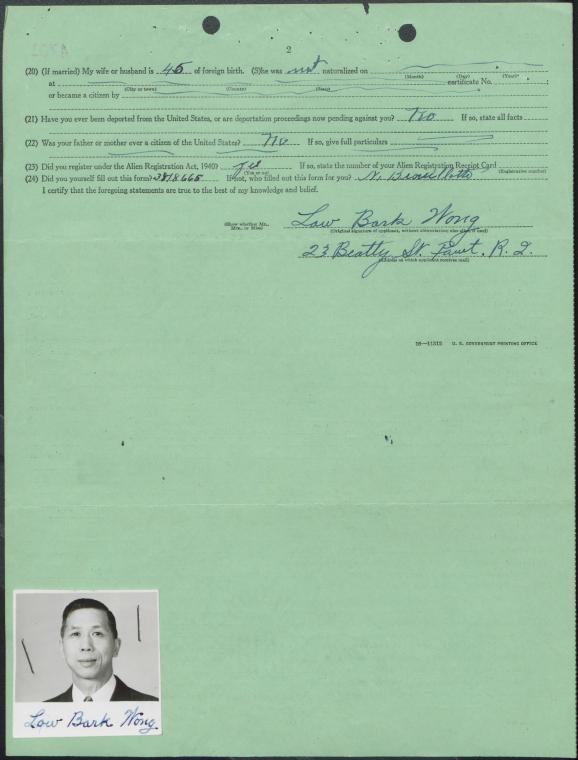 2
(20) (If married) My wife or husband is 45 of foreign birth. (S)he was not naturalized on
(Month) (Day) (Year)
at certificate No. ;
(City or town) (County) (State)
or became a citizen by
(21) Have you ever been deported from the United States, or are deportation proceedings now pending against you? No If so, state all facts
(22) Was your father or mother ever a citizen of the United States? No If so, give full particulars
(23) Did you register under the Alien Registration Act, 1940? yes If so, state the number of your Alien Registration Receipt Card
(Yes or no) (Registration number)
(24) Did you yourself fill out this form? 2818665 If not, who filled out this form for you? N.
I certify that the foregoing statements are true to the best of my knowledge and belief.
(Show whether Mr., Mrs., or Miss)
Low Bark Wong
(Original signature of applicant, without abbreviation, also alias, if used)
23 Beatty St. Pawt. R. I.
(Address at which applicant receives mail)
16—11312 U. S. GOVERNMENT PRINTING OFFICE
Low Bark Wong